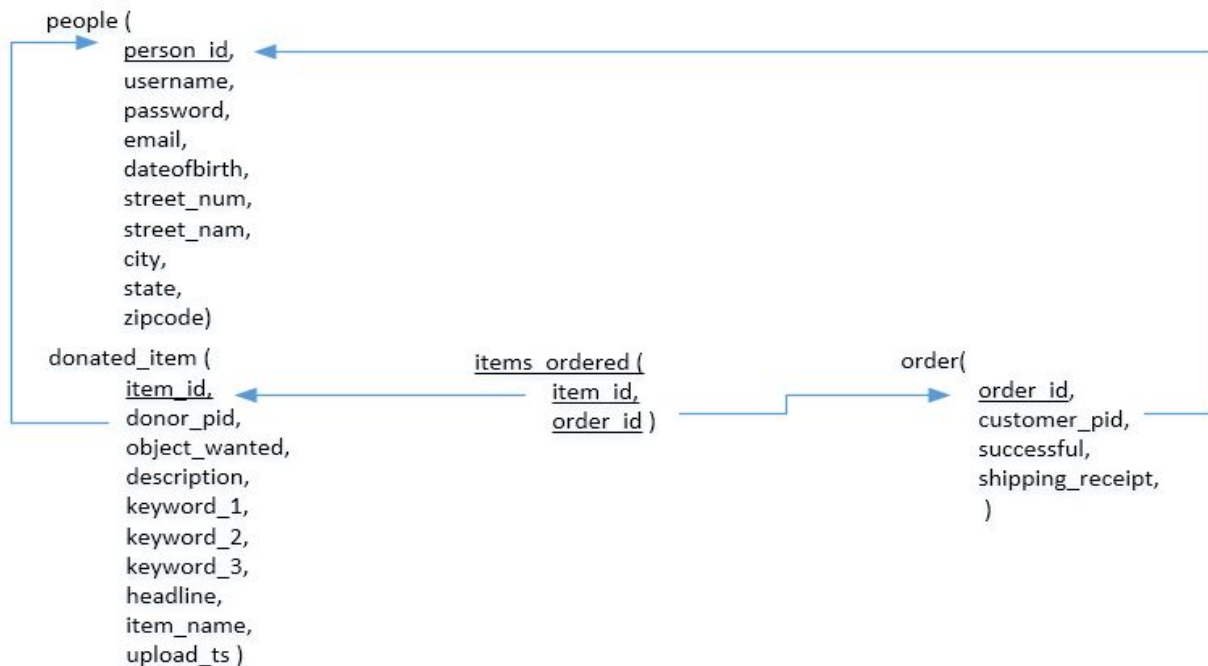 people (
person_id,
username,
password,
email,
dateofbirth,
street_num,
street_nam,
city,
state,
zipcode)
donated_item (
item_id,
donor_pid,
object_wanted,
description,
keyword_1,
keyword_2,
keyword_3,
headline,
item_name,
upload_ts )
items_ordered (
item_id,
order_id )
order(
order_id,
customer_pid,
successful,
shipping_receipt,
)